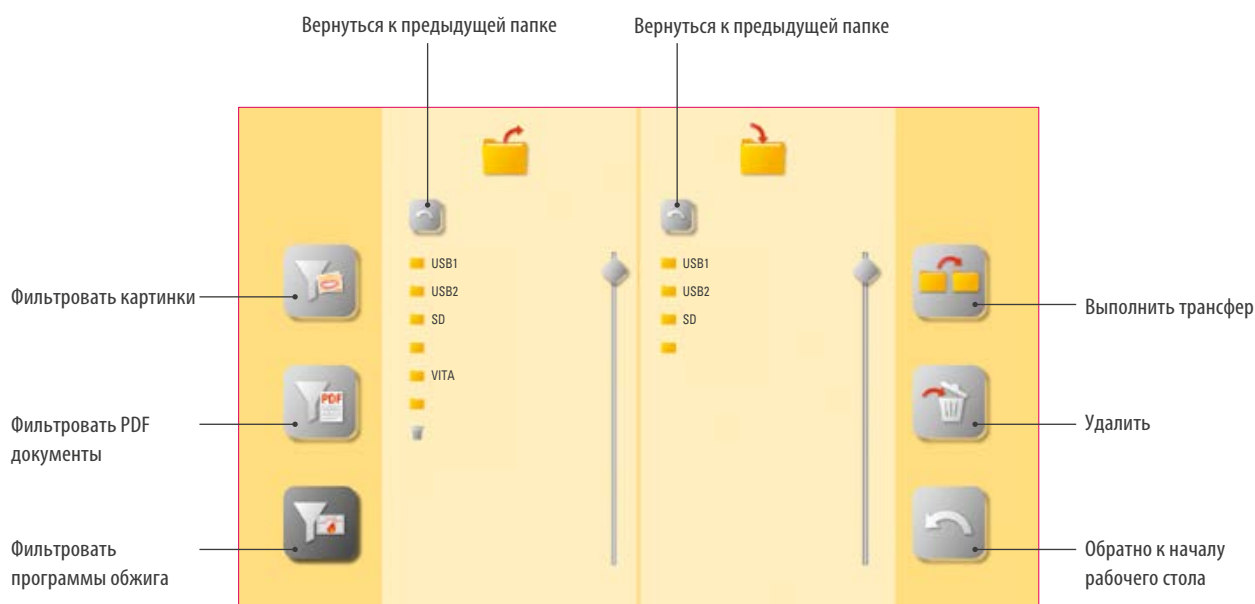 Вернуться к предыдущей папке
Вернуться к предыдущей папке
USB1
USB2
SD
VITA
USB1
USB2
SD
Фильтровать картинки
PDF
Фильтровать PDF
документы
Фильтровать
программы обжига
Выполнить трансфер
Удалить
Обратно к началу
рабочего стола